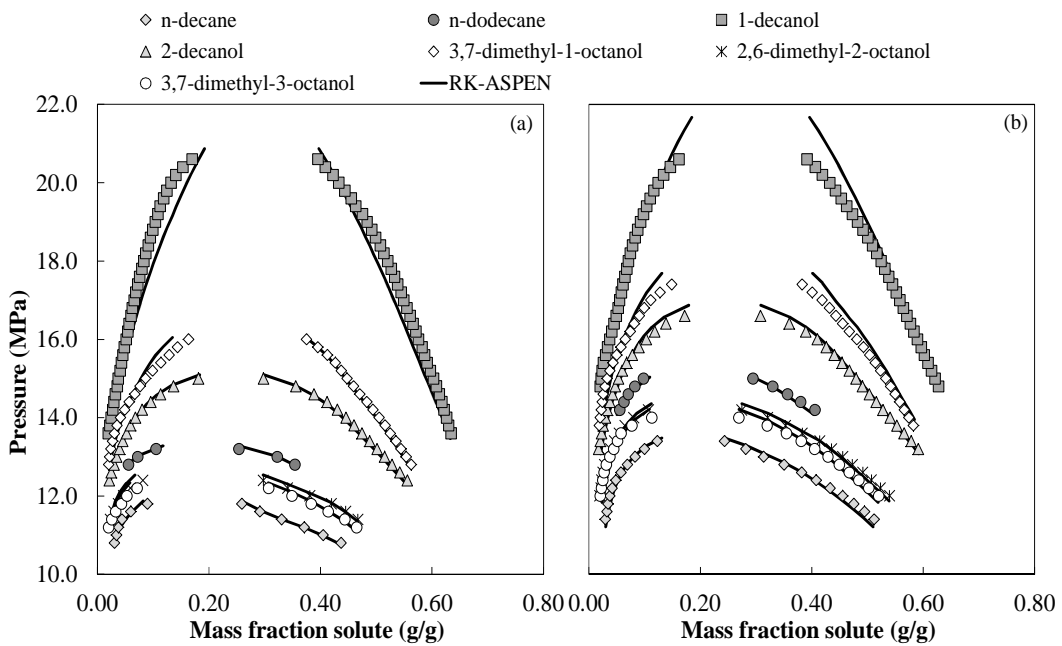 n-decane n-dodecane 1-decanol
2-decanol 3,7-dimethyl-1-octanol 2,6-dimethyl-2-octanol
3,7-dimethyl-3-octanol RK-ASPEN
22.0
20.0
18.0
16.0
14.0
12.0
10.0
Pressure (MPa)
(a)
(b)
0.00 0.20 0.40 0.60 0.80 0.00 0.20 0.40 0.60 0.80
Mass fraction solute (g/g) Mass fraction solute (g/g)